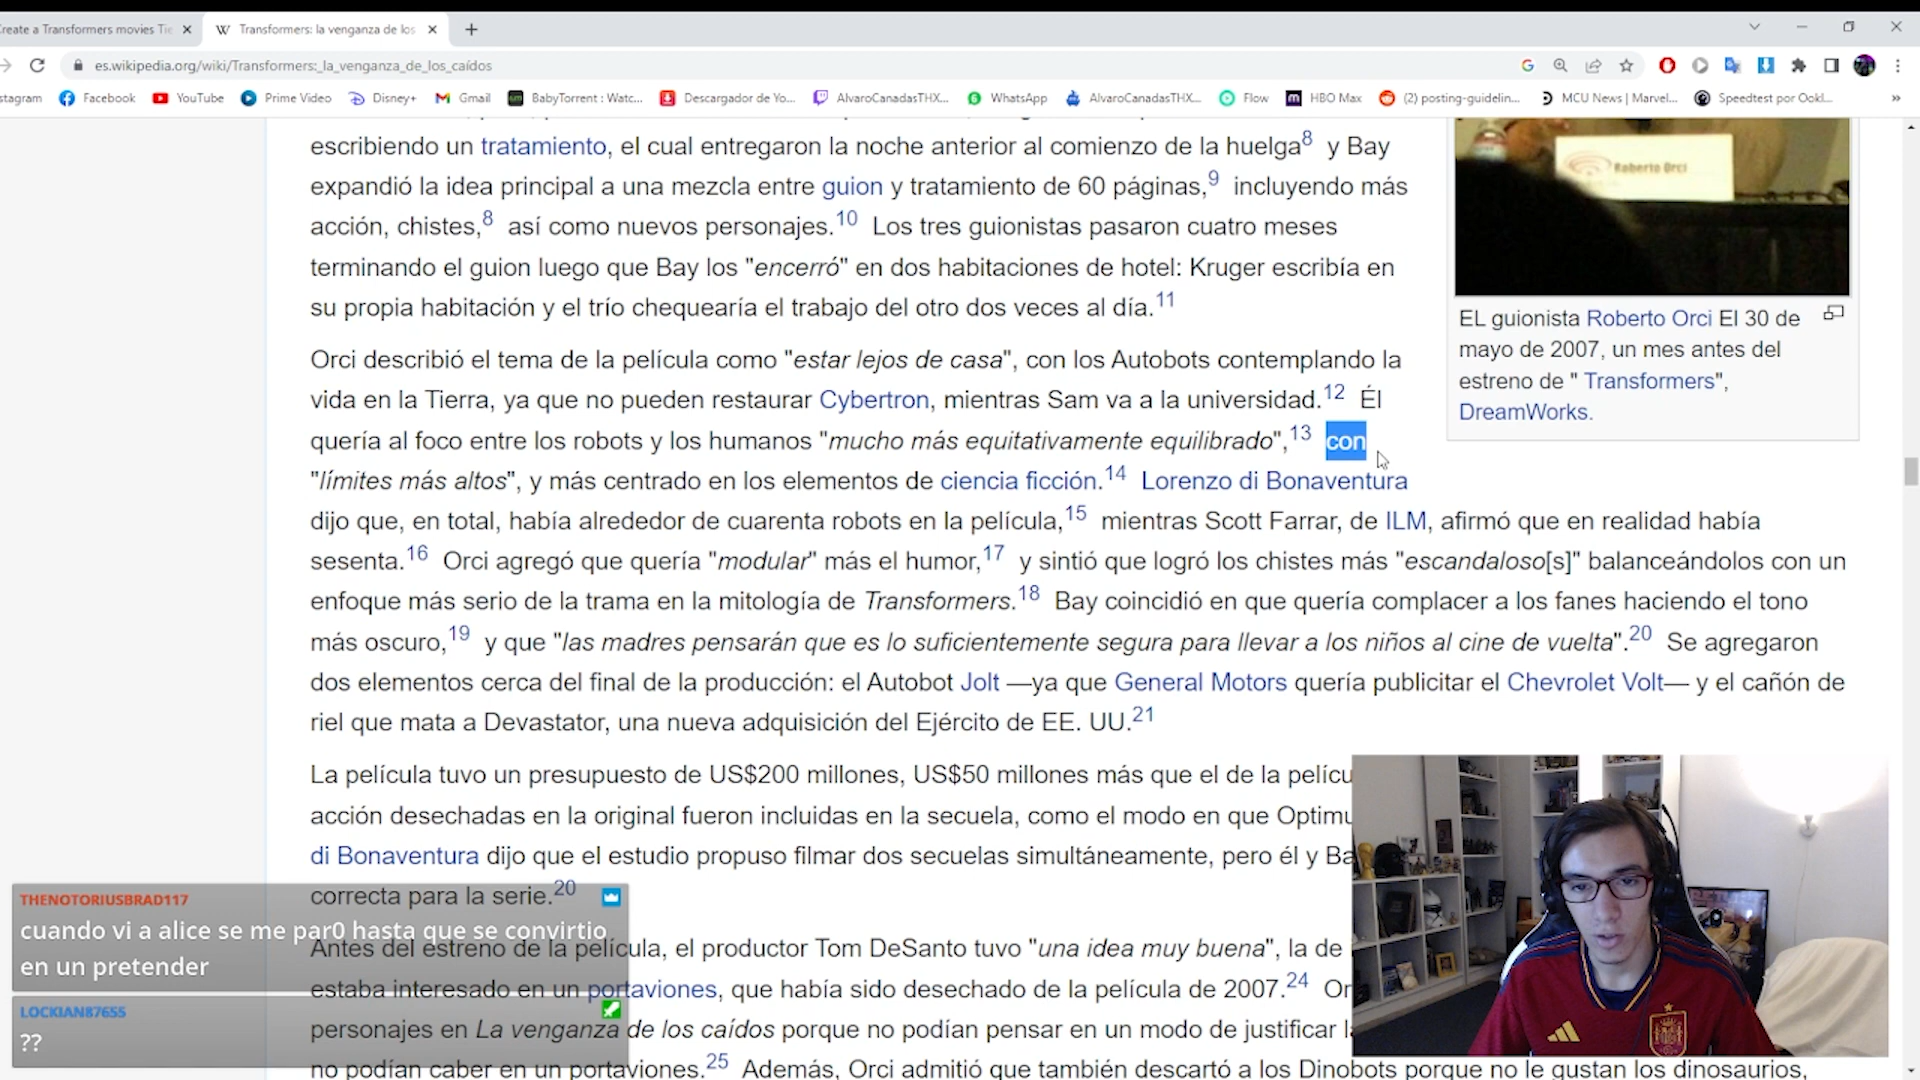 Create a Transformers movies Tie
Transformers: la venganza de los
es.wikipedia.org/wiki/Transformers:_la_venganza_de_los_caídos
stagram Facebook YouTube Prime Video Disney+ Gmail BabyTorrent : Watc... Descargador de Yo... AlvaroCanadasTHX... WhatsApp AlvaroCanadasTHX... Flow HBO Max (2) posting-guidelin... MCU News | Marvel... Speedtest por Ookl...
escribiendo un tratamiento, el cual entregaron la noche anterior al comienzo de la huelga8 y Bay
expandió la idea principal a una mezcla entre guion y tratamiento de 60 páginas,9 incluyendo más
acción, chistes,8 así como nuevos personajes.10 Los tres guionistas pasaron cuatro meses
terminando el guion luego que Bay los "encerró" en dos habitaciones de hotel: Kruger escribía en
su propia habitación y el trío chequearía el trabajo del otro dos veces al día.11
Roberto Orci
EL guionista Roberto Orci El 30 de
mayo de 2007, un mes antes del
estreno de " Transformers",
DreamWorks.
Orci describió el tema de la película como "estar lejos de casa", con los Autobots contemplando la
vida en la Tierra, ya que no pueden restaurar Cybertron, mientras Sam va a la universidad.12 Él
quería al foco entre los robots y los humanos "mucho más equitativamente equilibrado",13 con
"límites más altos", y más centrado en los elementos de ciencia ficción.14 Lorenzo di Bonaventura
dijo que, en total, había alrededor de cuarenta robots en la película,15 mientras Scott Farrar, de ILM, afirmó que en realidad había
sesenta.16 Orci agregó que quería "modular" más el humor,17 y sintió que logró los chistes más "escandaloso[s]" balanceándolos con un
enfoque más serio de la trama en la mitología de Transformers.18 Bay coincidió en que quería complacer a los fanes haciendo el tono
más oscuro,19 y que "las madres pensarán que es lo suficientemente segura para llevar a los niños al cine de vuelta".20 Se agregaron
dos elementos cerca del final de la producción: el Autobot Jolt —ya que General Motors quería publicitar el Chevrolet Volt— y el cañón de
riel que mata a Devastator, una nueva adquisición del Ejército de EE. UU.21
La película tuvo un presupuesto de US$200 millones, US$50 millones más que el de la pelícu
acción desechadas en la original fueron incluidas en la secuela, como el modo en que Optimu
di Bonaventura dijo que el estudio propuso filmar dos secuelas simultáneamente, pero él y Ba
correcta para la serie.20
Antes del estreno de la película, el productor Tom DeSanto tuvo "una idea muy buena", la de
estaba interesado en un portaviones, que había sido desechado de la película de 2007.24 Or
personajes en La venganza de los caídos porque no podían pensar en un modo de justificar la
no podían caber en un portaviones.25 Además, Orci admitió que también descartó a los Dinobots porque no le gustan los dinosaurios,
THENOTORIUSBRAD117
cuando vi a alice se me par0 hasta que se convirtio
en un pretender
LOCKIAN87655
??